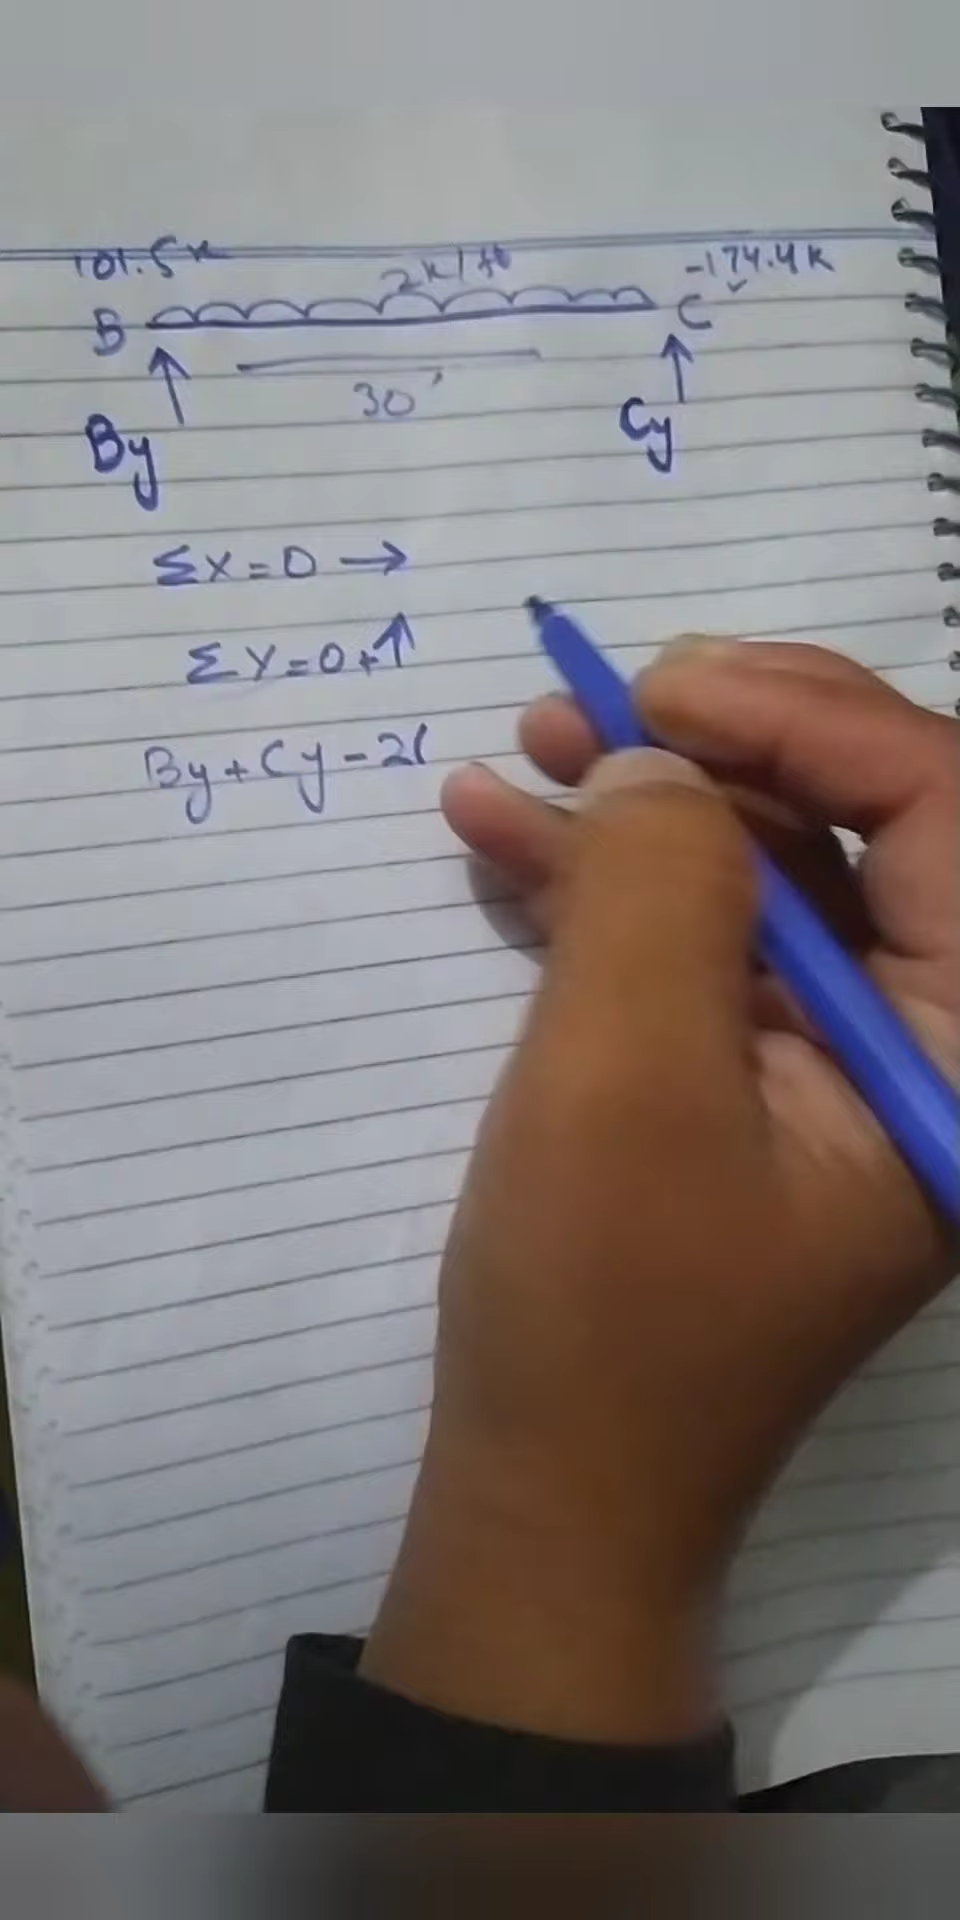 101.5k 2k/ft -174.4k
B C
30'
By Cy
ΣX=0 →
ΣY=0+↑
By+Cy-2(